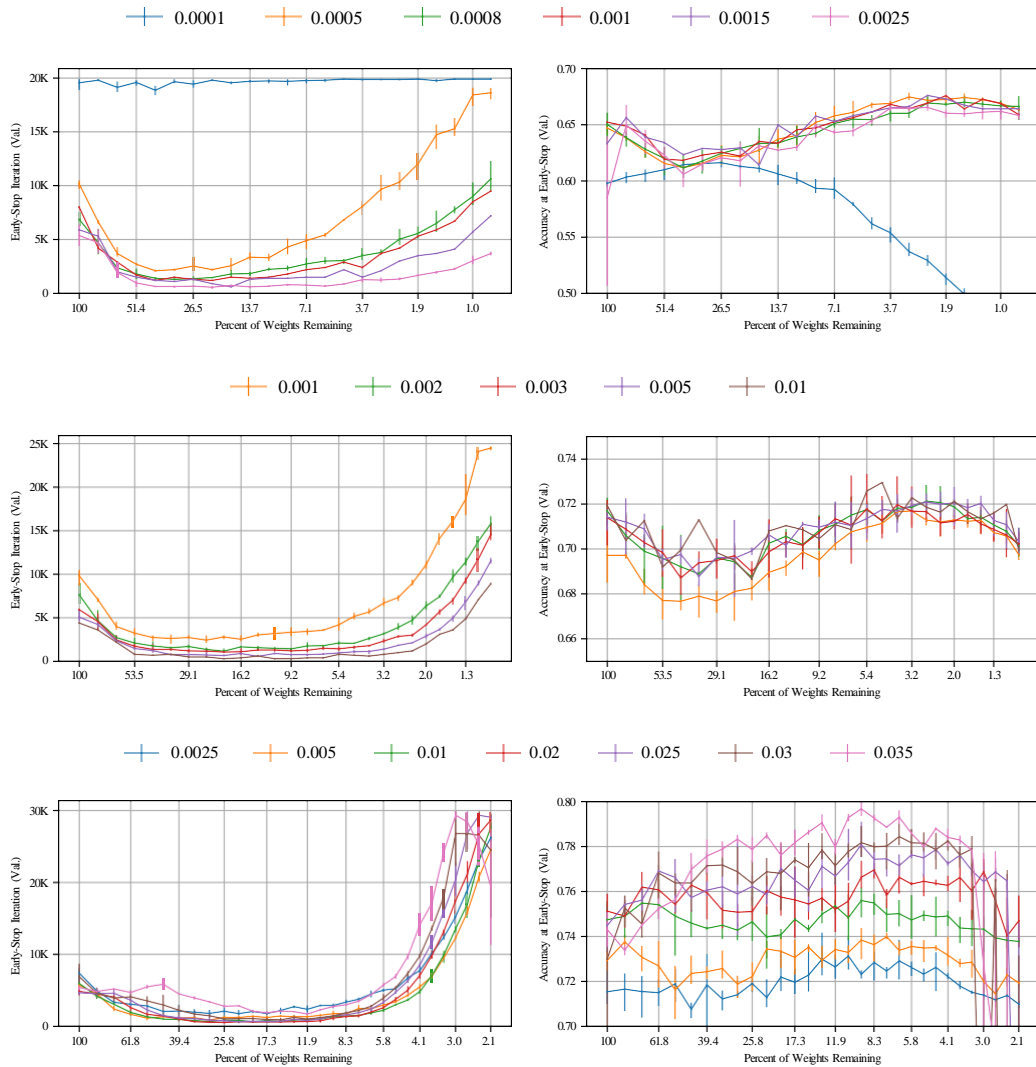 0.0001 0.0005 0.0008 0.001 0.0015 0.0025
20K
15K
10K
5K
0
Early-Stop Iteration (Val.)
100 51.4 26.5 13.7 7.1 3.7 1.9 1.0
Percent of Weights Remaining
0.70
0.65
0.60
0.55
0.50
Accuracy at Early-Stop (Val.)
100 51.4 26.5 13.7 7.1 3.7 1.9 1.0
Percent of Weights Remaining
0.001 0.002 0.003 0.005 0.01
25K
20K
15K
10K
5K
0
Early-Stop Iteration (Val.)
100 53.5 29.1 16.2 9.2 5.4 3.2 2.0 1.3
Percent of Weights Remaining
0.74
0.72
0.70
0.68
0.66
Accuracy at Early-Stop (Val.)
100 53.5 29.1 16.2 9.2 5.4 3.2 2.0 1.3
Percent of Weights Remaining
0.0025 0.005 0.01 0.02 0.025 0.03 0.035
30K
20K
10K
0
Early-Stop Iteration (Val.)
100 61.8 39.4 25.8 17.3 11.9 8.3 5.8 4.1 3.0 2.1
Percent of Weights Remaining
0.80
0.78
0.76
0.74
0.72
0.70
Accuracy at Early-Stop (Val.)
100 61.8 39.4 25.8 17.3 11.9 8.3 5.8 4.1 3.0 2.1
Percent of Weights Remaining